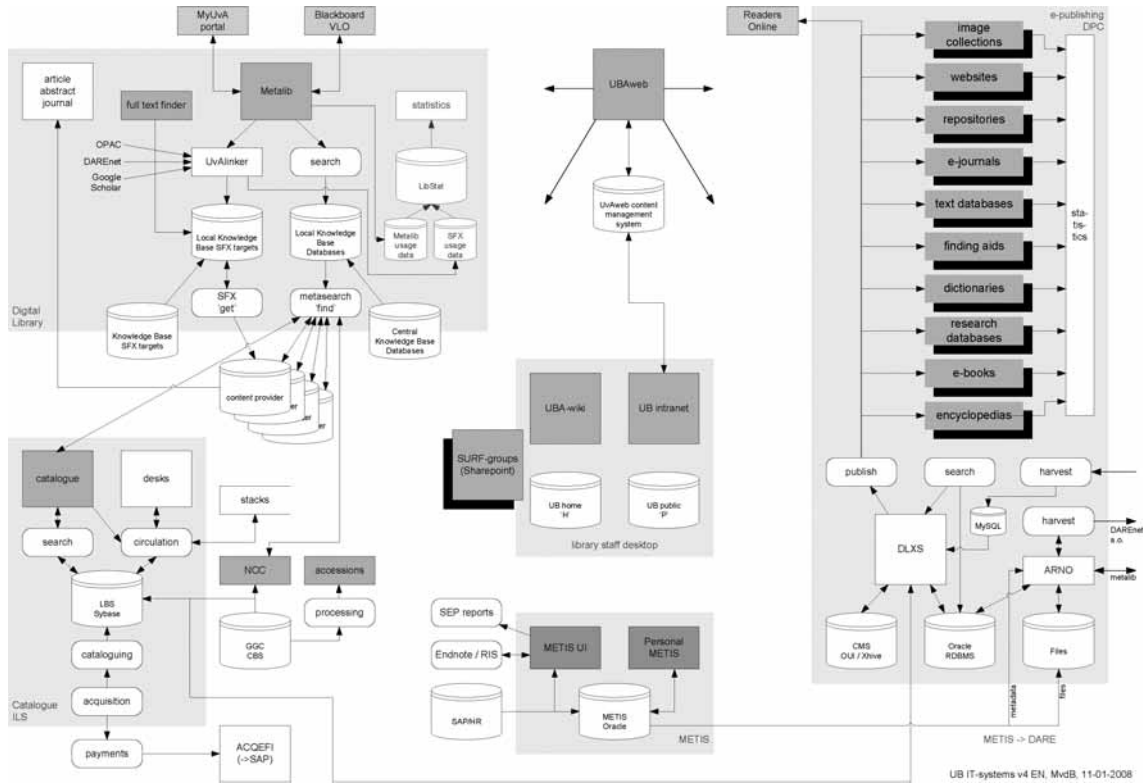 MyUvA
portal
Blackboard
VLO
Readers
Online
e-publishing
DPC
article
abstract
journal
full text finder
Metalib
statistics
OPAC
DAREnet
Google
Scholar
UvAlinker
search
LibStat
Local Knowledge
Base SFX targets
Local Knowledge
Base
Databases
Metalib
usage
data
SFX
usage
data
SFX
'get'
metasearch
'find'
Digital
Library
Knowledge Base
SFX targets
Central
Knowledge Base
Databases
content provider
UBAweb
UvAweb content
management
system
image
collections
websites
repositories
e-journals
text databases
finding aids
dictionaries
research
databases
e-books
encyclopedias
sta-
tis-
tics
UBA-wiki
UB intranet
SURF-groups
(Sharepoint)
UB home
'H'
UB public
'P'
library staff desktop
catalogue
desks
stacks
search
circulation
LBS
Sybase
cataloguing
acquisition
payments
Catalogue
ILS
ACQEFI
(->SAP)
NCC
accessions
processing
GGC
CBS
SEP reports
Endnote / RIS
METIS UI
Personal
METIS
SAP/HR
METIS
Oracle
METIS
publish
search
harvest
MySQL
harvest
DAREnet
a.o.
DLXS
ARNO
metalib
CMS
OUI / Xhive
Oracle
RDBMS
Files
metadata
files
METIS -> DARE
UB IT-systems v4 EN, MvdB, 11-01-2008